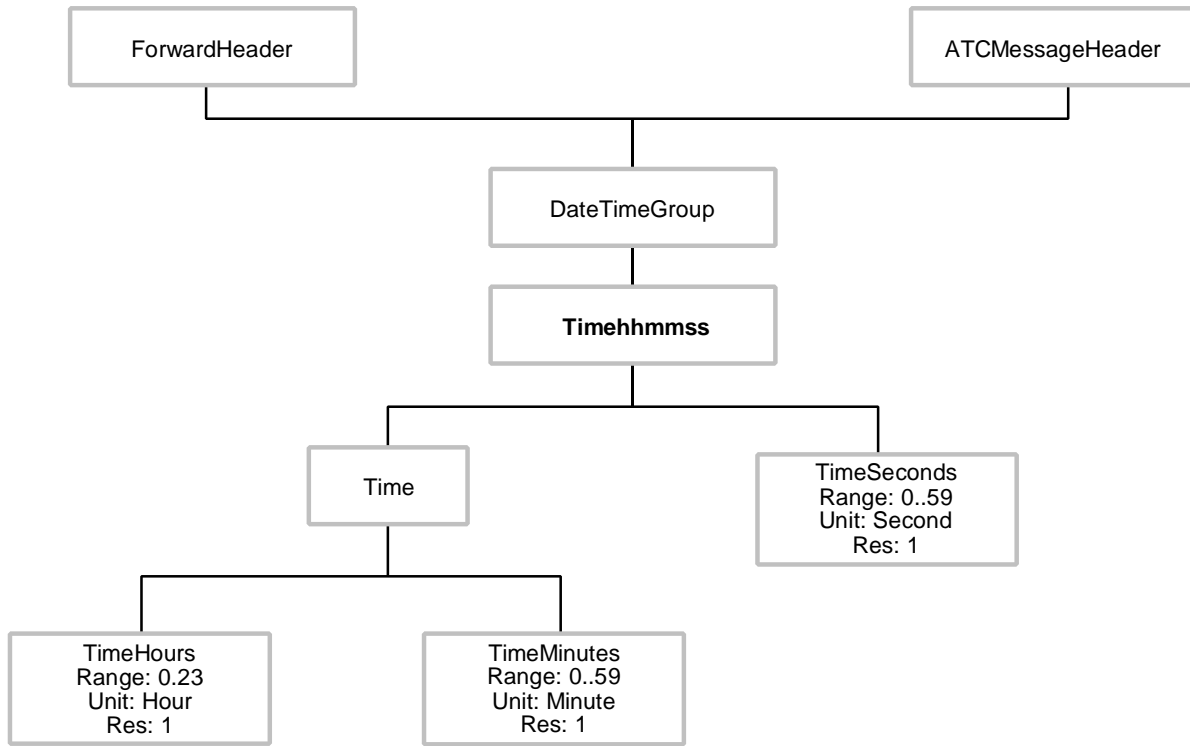 ForwardHeader
ATCMessageHeader
DateTimeGroup
Timehhmmss
Time
TimeSeconds
Range: 0..59
Unit: Second
Res: 1
TimeHours
Range: 0.23
Unit: Hour
Res: 1
TimeMinutes
Range: 0..59
Unit: Minute
Res: 1